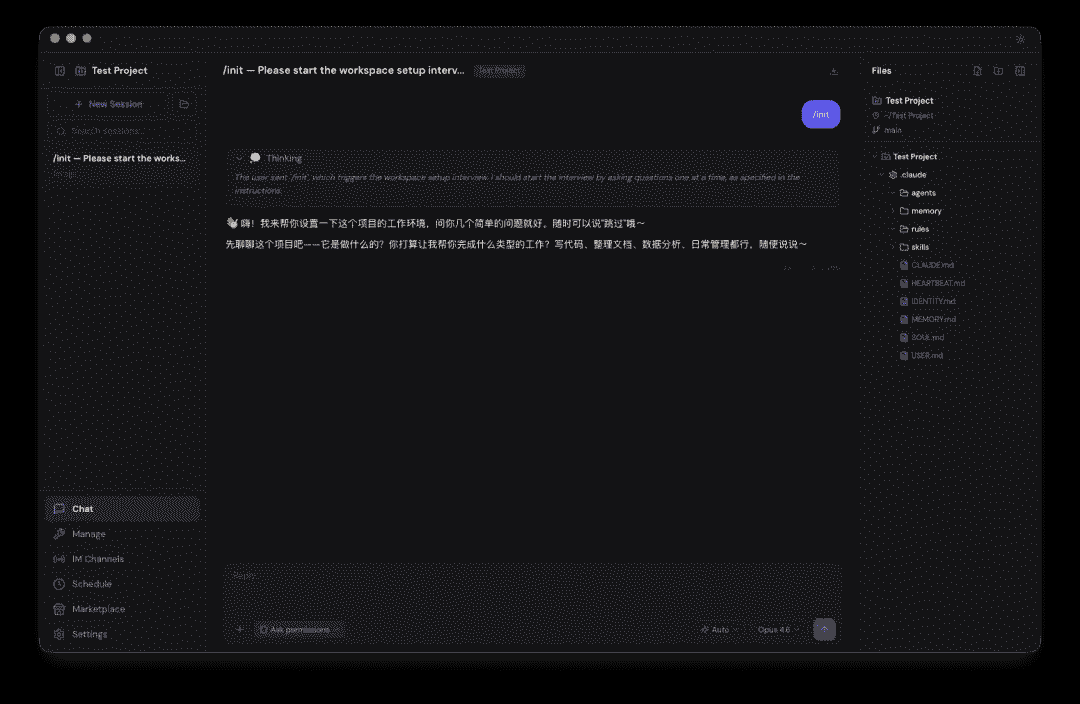 Test Project
New Session
Search sessions...
/init — Please start the works...
/init — Please start the workspace setup interv...
Test Project
/init
Thinking
The user sent '/init', which triggers the workspace setup interview. I should start the interview by asking questions one at a time, as specified in the
instructions.
👋 嗨！我来帮你设置一下这个项目的工作环境，问你几个简单的问题就好，随时可以说"跳过"哦～
先聊聊这个项目吧——它是做什么的？你打算让我帮你完成什么类型的工作？写代码、整理文档、数据分析、日常管理都行，随便说说～
Reply
Ask permissions
Auto
Opus 4.6
Chat
Manage
IM Channels
Schedule
Marketplace
Settings
Files
Test Project
~/Test Project
main
Test Project
.claude
agents
memory
rules
skills
CLAUDE.md
HEARTBEAT.md
IDENTITY.md
MEMORY.md
SOUL.md
USER.md